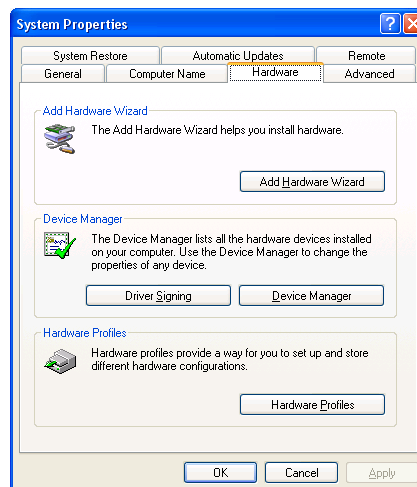 System Properties
System Restore Automatic Updates Remote
General Computer Name Hardware Advanced
Add Hardware Wizard
The Add Hardware Wizard helps you install hardware.
Add Hardware Wizard
Device Manager
The Device Manager lists all the hardware devices installed
on your computer. Use the Device Manager to change the
properties of any device.
Driver Signing Device Manager
Hardware Profiles
Hardware profiles provide a way for you to set up and store
different hardware configurations.
Hardware Profiles
OK Cancel Apply